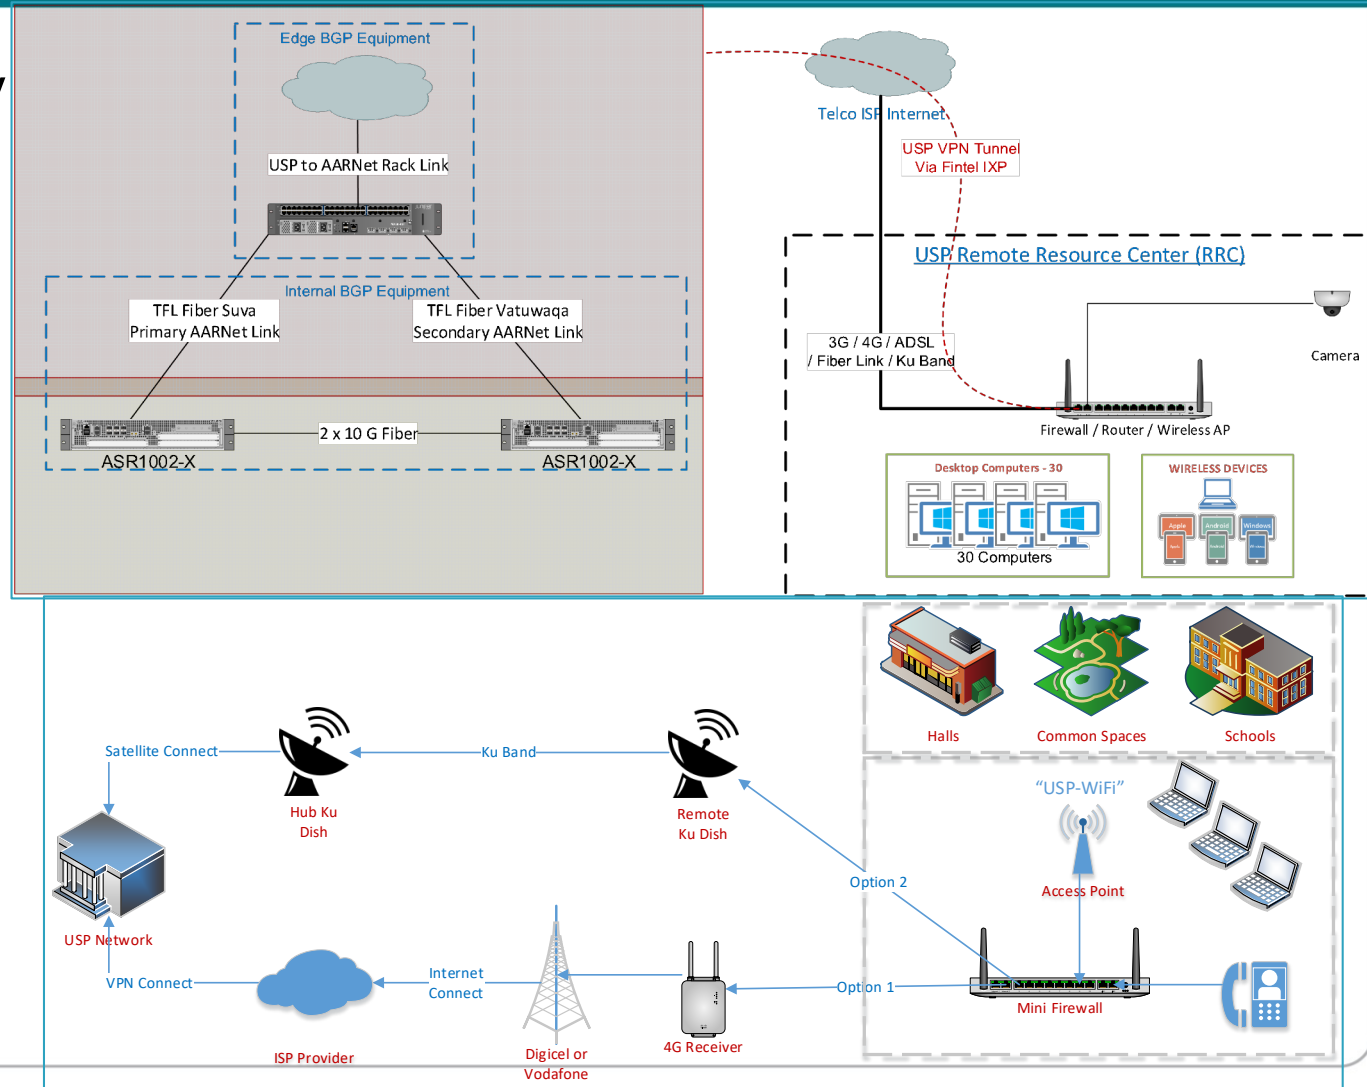 Edge BGP Equipment
USP to AARNet Rack Link
Internal BGP Equipment
TFL Fiber Suva
Primary AARNet Link
TFL Fiber Vatuwaqa
Secondary AARNet Link
2 x 10 G Fiber
ASR1002-X
ASR1002-X
Telco ISP Internet
USP VPN Tunnel
Via Fintel IXP
USP Remote Resource Center (RRC)
3G / 4G / ADSL
/ Fiber Link / Ku Band
Camera
Firewall / Router / Wireless AP
Desktop Computers - 30
30 Computers
WIRELESS DEVICES
Apple
Android
Windows
Halls
Common Spaces
Schools
Satellite Connect
Ku Band
Hub Ku
Dish
Remote
Ku Dish
"USP-WiFi"
Access Point
Option 2
USP Network
VPN Connect
Internet
Connect
Option 1
Mini Firewall
ISP Provider
Digicel or
Vodafone
4G Receiver